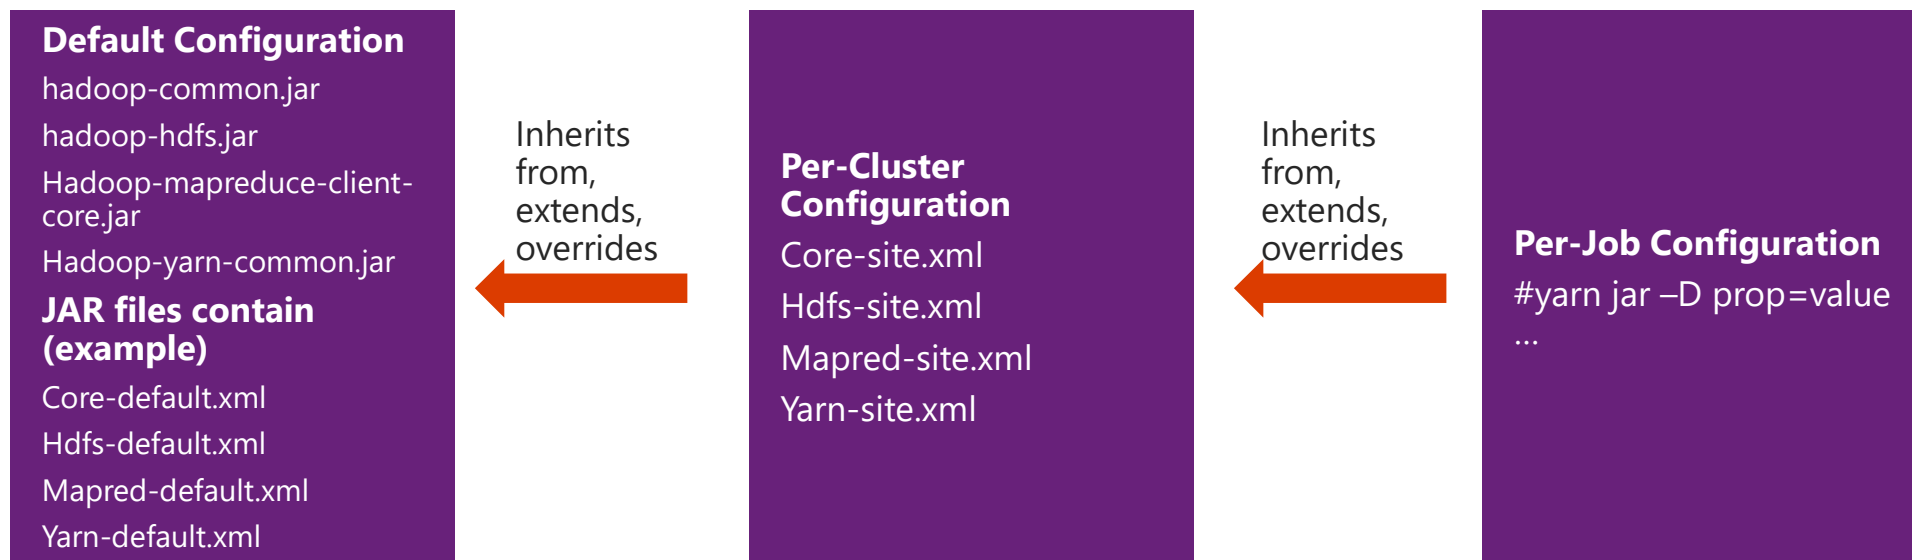 Default Configuration
hadoop-common.jar
hadoop-hdfs.jar
Hadoop-mapreduce-client-
core.jar
Hadoop-yarn-common.jar
JAR files contain
(example)
Core-default.xml
Hdfs-default.xml
Mapred-default.xml
Yarn-default.xml
Inherits
from,
extends,
overrides
Per-Cluster
Configuration
Core-site.xml
Hdfs-site.xml
Mapred-site.xml
Yarn-site.xml
Inherits
from,
extends,
overrides
Per-Job Configuration
#yarn jar –D prop=value
...